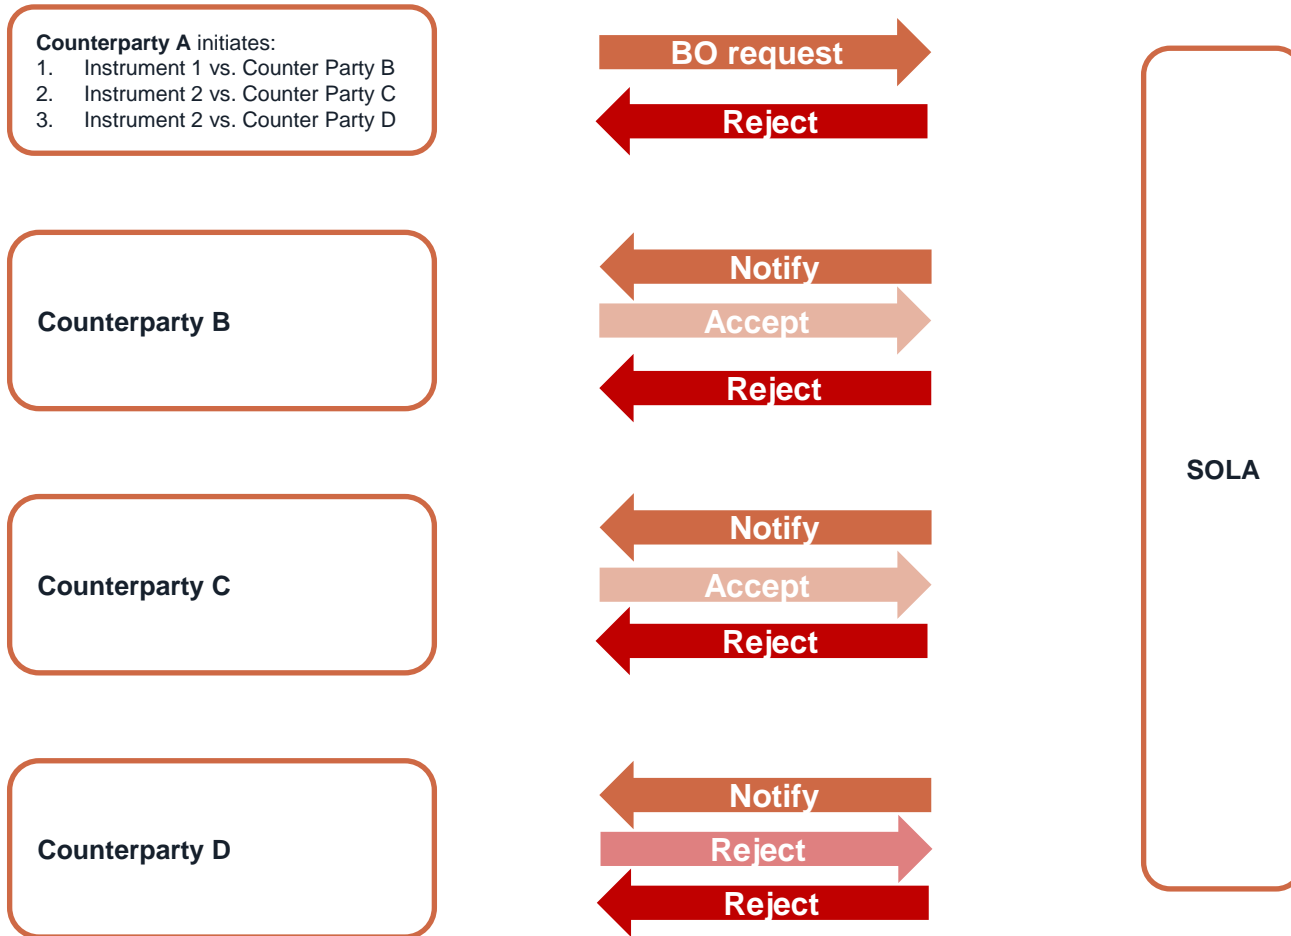 Counterparty A initiates:
1. Instrument 1 vs. Counter Party B
2. Instrument 2 vs. Counter Party C
3. Instrument 2 vs. Counter Party D
BO request
Reject
Counterparty B
Notify
Accept
Reject
SOLA
Counterparty C
Notify
Accept
Reject
Counterparty D
Notify
Reject
Reject